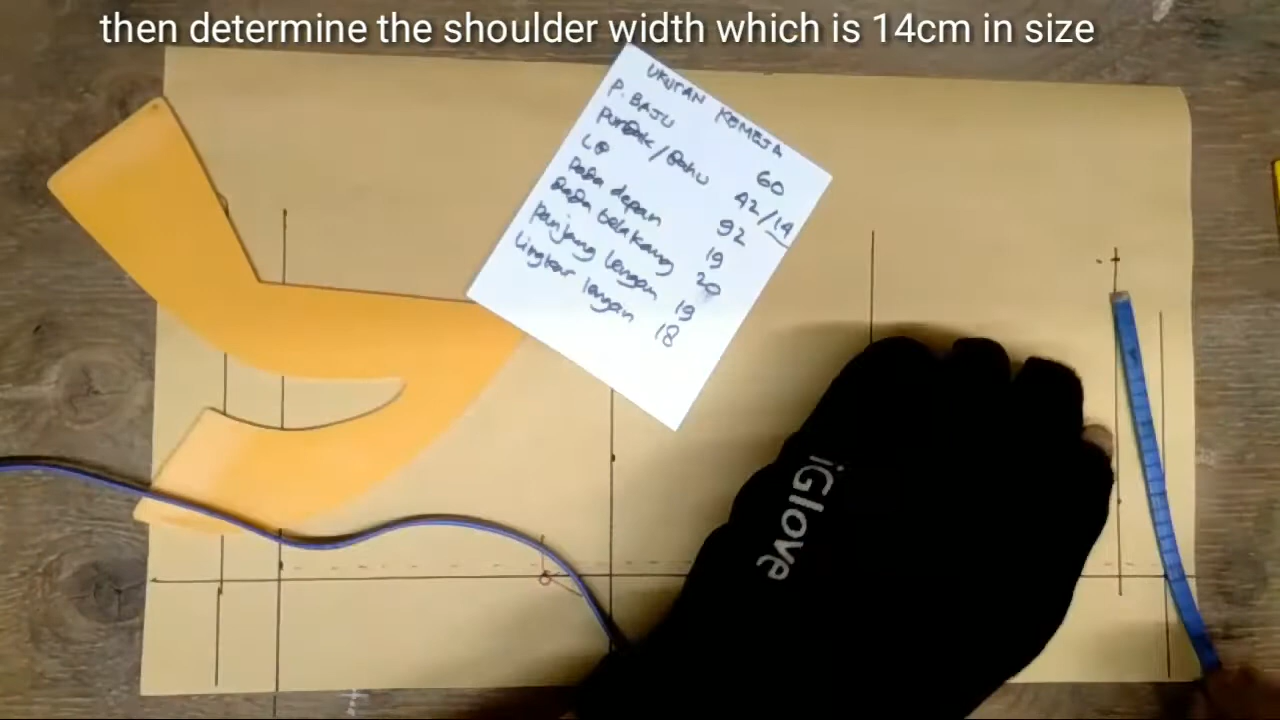 then determine the shoulder width which is 14cm in size
UKURAN KEMEJA
P. BAJU 60
Pundak / Bahu 42/14
LD 92
Dada depan 19
Dada belakang 20
Panjang lengan 19
Lingkar lengan 18
iGlove